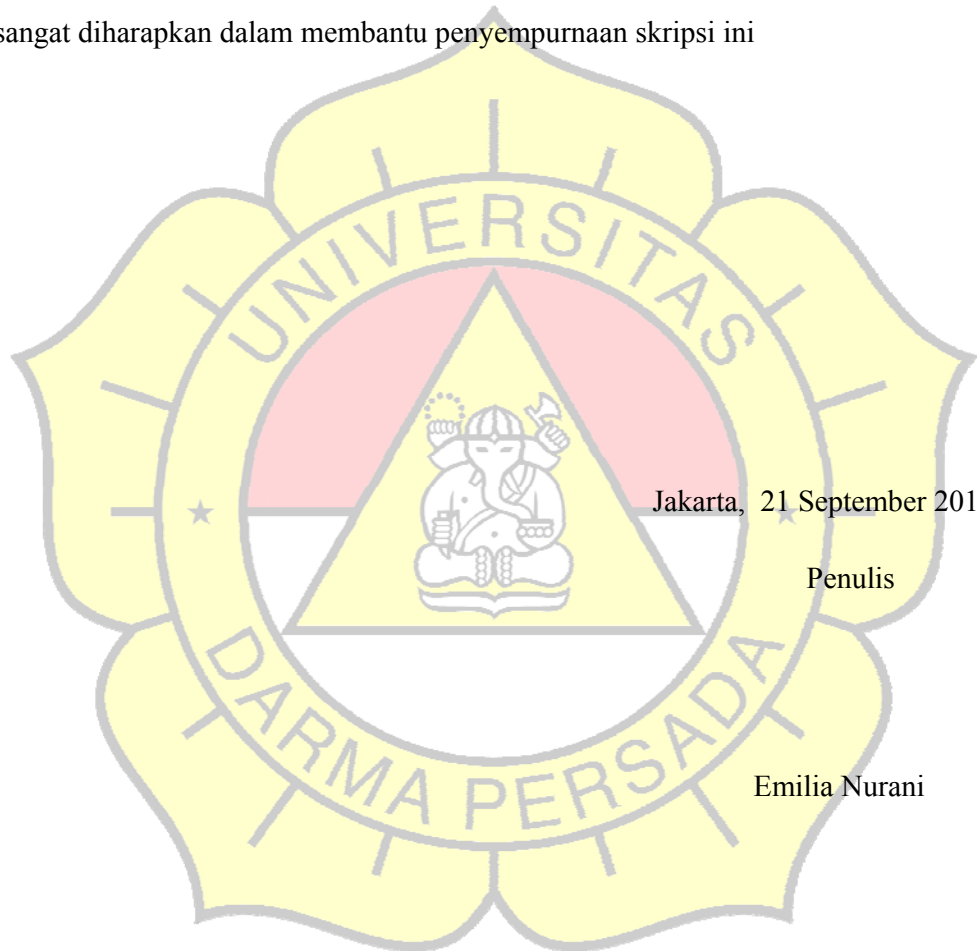 sangat diharapkan dalam membantu penyempurnaan skripsi ini
UNIVERSITAS
Jakarta, 21 September 201
Penulis
Emilia Nurani
DARMA PERSADA